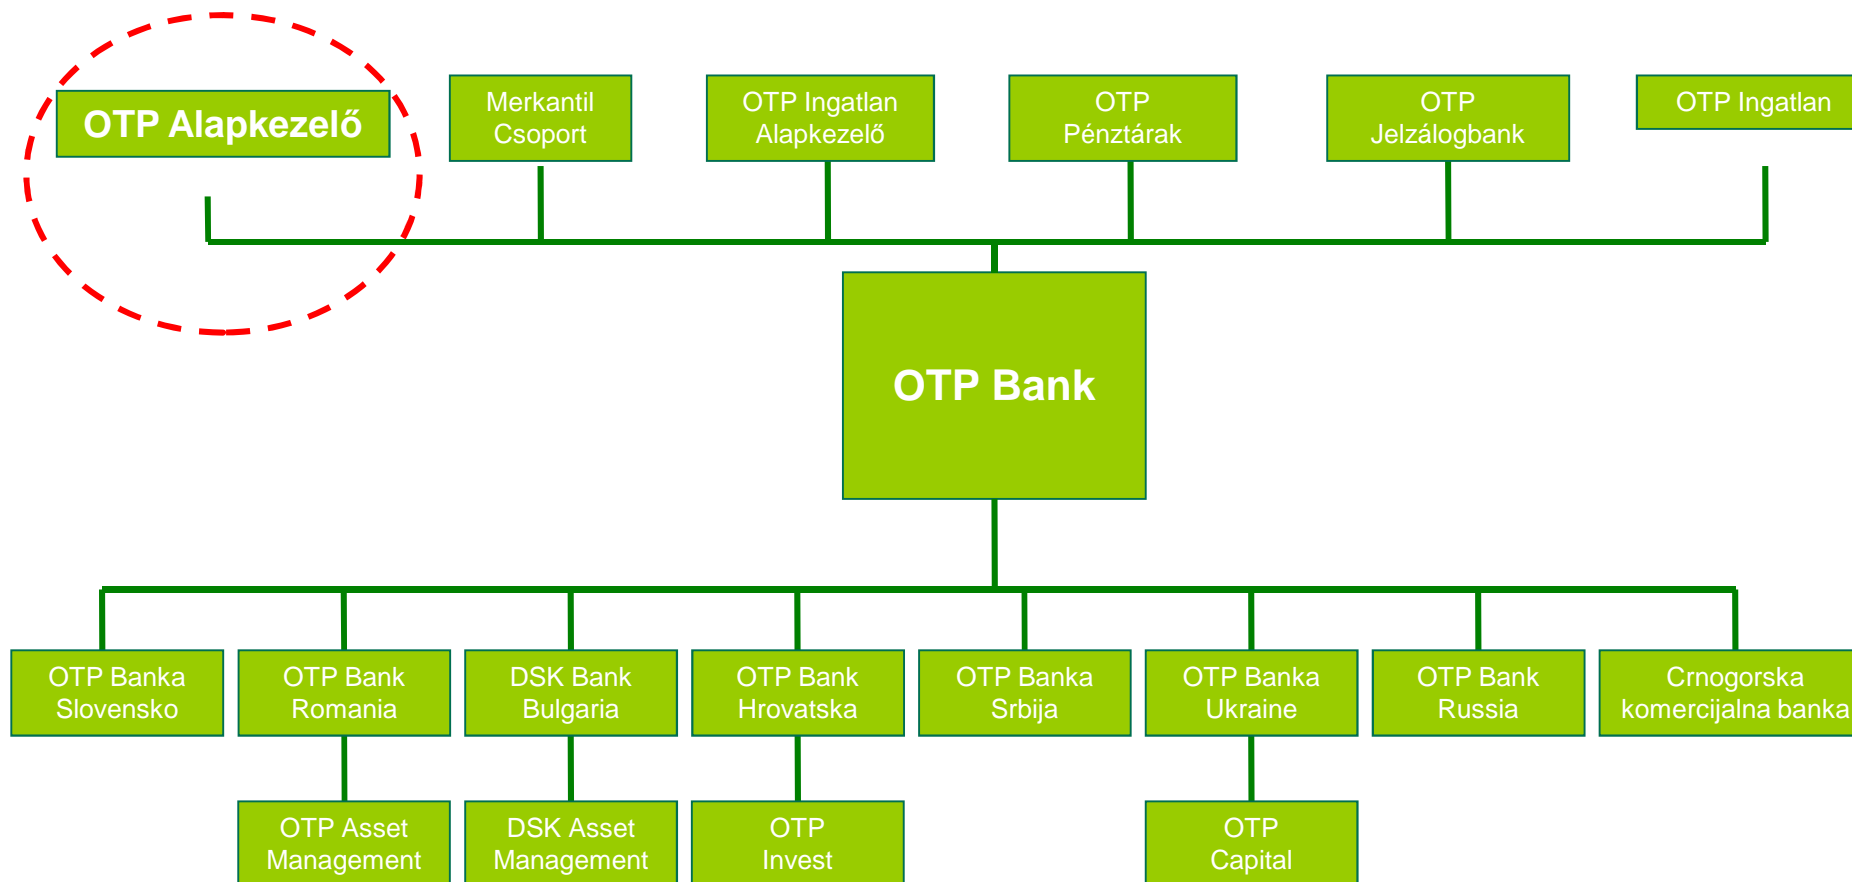 OTP Alapkezelő
Merkantil
Csoport
OTP Ingatlan
Alapkezelő
OTP
Pénztárak
OTP
Jelzálogbank
OTP Ingatlan
OTP Bank
OTP Banka
Slovensko
OTP Bank
Romania
DSK Bank
Bulgaria
OTP Bank
Hrovatska
OTP Banka
Srbija
OTP Banka
Ukraine
OTP Bank
Russia
Crnogorska
komercijalna banka
OTP Asset
Management
DSK Asset
Management
OTP
Invest
OTP
Capital